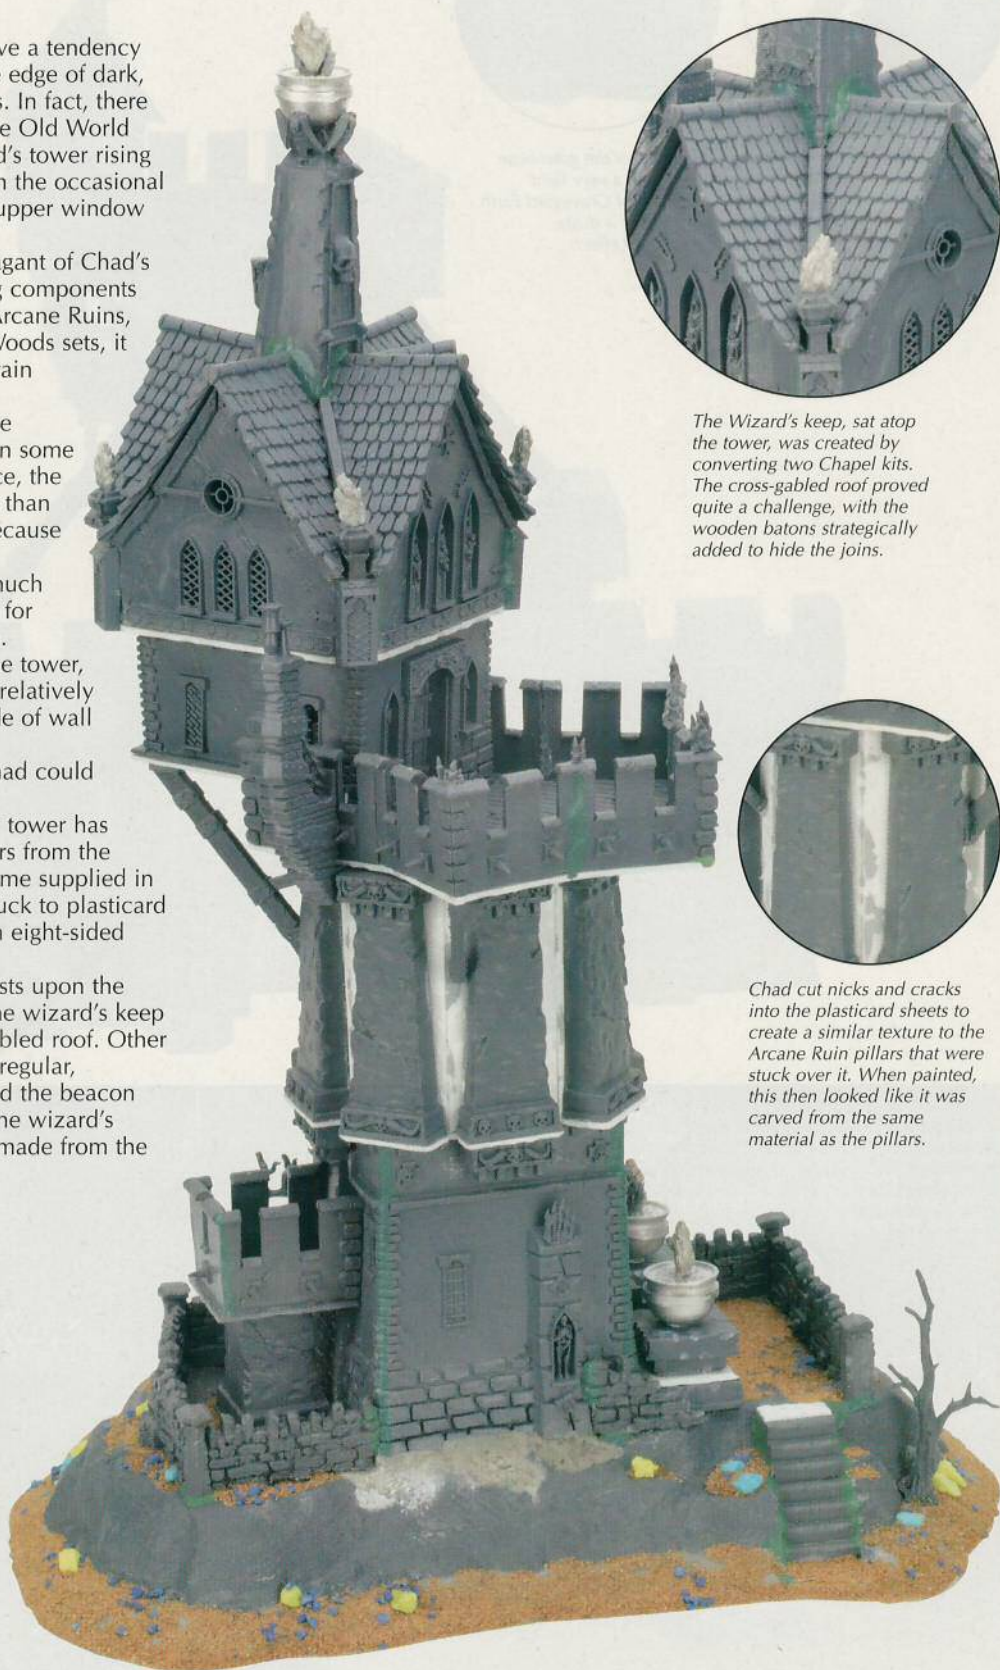 ve a tendency
e edge of dark,
s. In fact, there
e Old World
d's tower rising
n the occasional
upper window
gant of Chad's
g components
Arcane Ruins,
Woods sets, it
ain
e
n some
ce, the
than
ecause
nuch
for
.
e tower,
relatively
le of wall
had could
tower has
rs from the
me supplied in
uck to plasticard
n eight-sided
sts upon the
he wizard's keep
bled roof. Other
regular,
d the beacon
he wizard's
made from the
The Wizard's keep, sat atop
the tower, was created by
converting two Chapel kits.
The cross-gabled roof proved
quite a challenge, with the
wooden batons strategically
added to hide the joins.
Chad cut nicks and cracks
into the plasticard sheets to
create a similar texture to the
Arcane Ruin pillars that were
stuck over it. When painted,
this then looked like it was
carved from the same
material as the pillars.